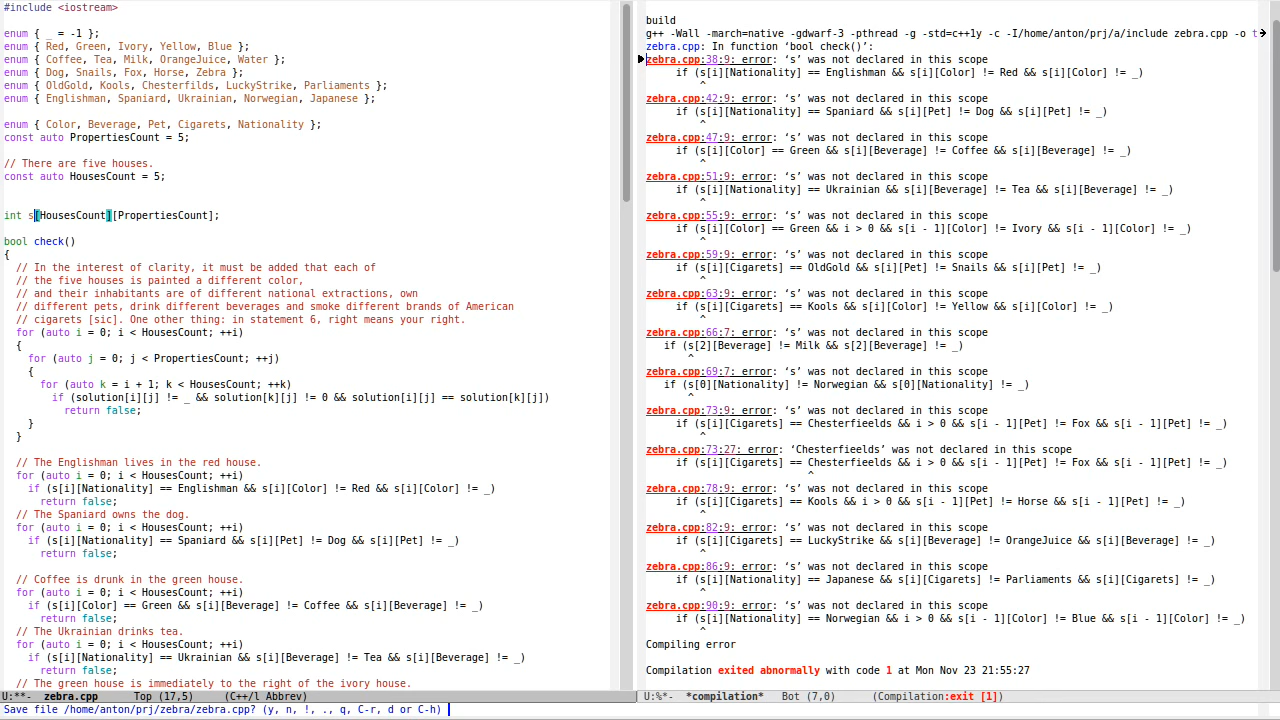 #include <iostream>
enum { _ = -1 };
enum { Red, Green, Ivory, Yellow, Blue };
enum { Coffee, Tea, Milk, OrangeJuice, Water };
enum { Dog, Snails, Fox, Horse, Zebra };
enum { OldGold, Kools, Chesterfilds, LuckyStrike, Parliaments };
enum { Englishman, Spaniard, Ukrainian, Norwegian, Japanese };
enum { Color, Beverage, Pet, Cigarets, Nationality };
const auto PropertiesCount = 5;
// There are five houses.
const auto HousesCount = 5;
int s[HousesCount][PropertiesCount];
bool check()
{
  // In the interest of clarity, it must be added that each of
  // the five houses is painted a different color,
  // and their inhabitants are of different national extractions, own
  // different pets, drink different beverages and smoke different brands of American
  // cigarets [sic]. One other thing: in statement 6, right means your right.
  for (auto i = 0; i < HousesCount; ++i)
  {
    for (auto j = 0; j < PropertiesCount; ++j)
    {
      for (auto k = i + 1; k < HousesCount; ++k)
        if (solution[i][j] != _ && solution[k][j] != 0 && solution[i][j] == solution[k][j])
          return false;
    }
  }
  // The Englishman lives in the red house.
  for (auto i = 0; i < HousesCount; ++i)
    if (s[i][Nationality] == Englishman && s[i][Color] != Red && s[i][Color] != _)
      return false;
  // The Spaniard owns the dog.
  for (auto i = 0; i < HousesCount; ++i)
    if (s[i][Nationality] == Spaniard && s[i][Pet] != Dog && s[i][Pet] != _)
      return false;
  // Coffee is drunk in the green house.
  for (auto i = 0; i < HousesCount; ++i)
    if (s[i][Color] == Green && s[i][Beverage] != Coffee && s[i][Beverage] != _)
      return false;
  // The Ukrainian drinks tea.
  for (auto i = 0; i < HousesCount; ++i)
    if (s[i][Nationality] == Ukrainian && s[i][Beverage] != Tea && s[i][Beverage] != _)
      return false;
  // The green house is immediately to the right of the ivory house.
U:**-  zebra.cpp      Top (17,5)     (C++/l Abbrev)
build
g++ -Wall -march=native -gdwarf-3 -pthread -g -std=c++1y -c -I/home/anton/prj/a/include zebra.cpp -o t
zebra.cpp: In function ‘bool check()’:
zebra.cpp:38:9: error: ‘s’ was not declared in this scope
     if (s[i][Nationality] == Englishman && s[i][Color] != Red && s[i][Color] != _)
         ^
zebra.cpp:42:9: error: ‘s’ was not declared in this scope
     if (s[i][Nationality] == Spaniard && s[i][Pet] != Dog && s[i][Pet] != _)
         ^
zebra.cpp:47:9: error: ‘s’ was not declared in this scope
     if (s[i][Color] == Green && s[i][Beverage] != Coffee && s[i][Beverage] != _)
         ^
zebra.cpp:51:9: error: ‘s’ was not declared in this scope
     if (s[i][Nationality] == Ukrainian && s[i][Beverage] != Tea && s[i][Beverage] != _)
         ^
zebra.cpp:55:9: error: ‘s’ was not declared in this scope
     if (s[i][Color] == Green && i > 0 && s[i - 1][Color] != Ivory && s[i - 1][Color] != _)
         ^
zebra.cpp:59:9: error: ‘s’ was not declared in this scope
     if (s[i][Cigarets] == OldGold && s[i][Pet] != Snails && s[i][Pet] != _)
         ^
zebra.cpp:63:9: error: ‘s’ was not declared in this scope
     if (s[i][Cigarets] == Kools && s[i][Color] != Yellow && s[i][Color] != _)
         ^
zebra.cpp:66:7: error: ‘s’ was not declared in this scope
   if (s[2][Beverage] != Milk && s[2][Beverage] != _)
       ^
zebra.cpp:69:7: error: ‘s’ was not declared in this scope
   if (s[0][Nationality] != Norwegian && s[0][Nationality] != _)
       ^
zebra.cpp:73:9: error: ‘s’ was not declared in this scope
     if (s[i][Cigarets] == Chesterfieelds && i > 0 && s[i - 1][Pet] != Fox && s[i - 1][Pet] != _)
         ^
zebra.cpp:73:27: error: ‘Chesterfieelds’ was not declared in this scope
     if (s[i][Cigarets] == Chesterfieelds && i > 0 && s[i - 1][Pet] != Fox && s[i - 1][Pet] != _)
                           ^
zebra.cpp:78:9: error: ‘s’ was not declared in this scope
     if (s[i][Cigarets] == Kools && i > 0 && s[i - 1][Pet] != Horse && s[i - 1][Pet] != _)
         ^
zebra.cpp:82:9: error: ‘s’ was not declared in this scope
     if (s[i][Cigarets] == LuckyStrike && s[i][Beverage] != OrangeJuice && s[i][Beverage] != _)
         ^
zebra.cpp:86:9: error: ‘s’ was not declared in this scope
     if (s[i][Nationality] == Japanese && s[i][Cigarets] != Parliaments && s[i][Cigarets] != _)
         ^
zebra.cpp:90:9: error: ‘s’ was not declared in this scope
     if (s[i][Nationality] == Norwegian && i > 0 && s[i - 1][Color] != Blue && s[i - 1][Color] != _)
         ^
Compiling error
Compilation exited abnormally with code 1 at Mon Nov 23 21:55:27
U:%*-  *compilation*   Bot (7,0)      (Compilation:exit [1])
Save file /home/anton/prj/zebra/zebra.cpp? (y, n, !, ., q, C-r, d or C-h)